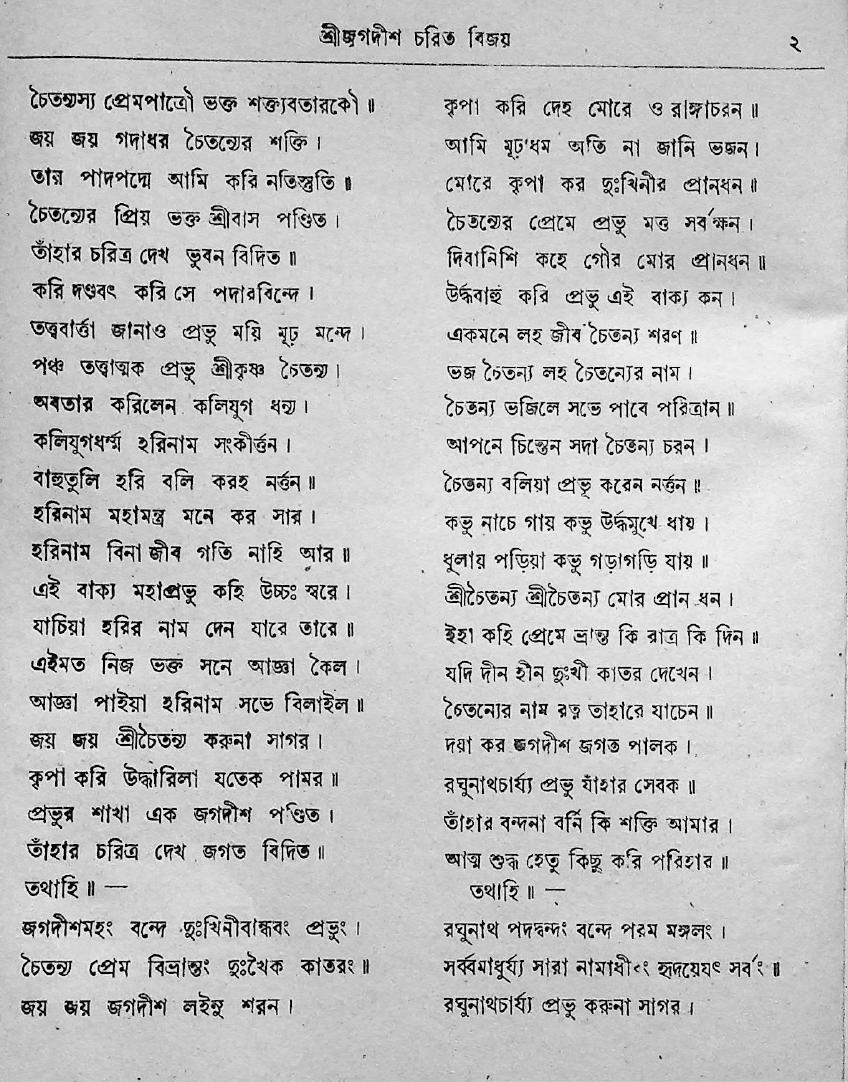 শ্রীজগদীশ চরিত বিজয়
২
চৈতন্যস্য প্রেমপাত্রৌ ভক্ত শক্ত্যবতারকৌ ॥
জয় জয় গদাধর চৈতন্যের শক্তি ।
তার পাদপদ্মে আমি করি নতিস্তুতি ॥
চৈতন্যের প্রিয় ভক্ত শ্রীবাস পণ্ডিত ।
তাঁহার চরিত্র দেখ ভুবন বিদিত ॥
করি দণ্ডবৎ করি সে পদারবিন্দে ।
তত্ত্ববার্ত্তা জানাও প্রভু ময়ি মূঢ় মন্দে ।
পঞ্চ তত্ত্বাত্মক প্রভু শ্রীকৃষ্ণ চৈতন্য ।
অবতার করিলেন কলিযুগ ধন্য ।
কলিযুগধর্ম্ম হরিনাম সংকীর্ত্তন ।
বাহুতুলি হরি বলি করহ নর্ত্তন ॥
হরিনাম মহামন্ত্র মনে কর সার ।
হরিনাম বিনা জীব গতি নাহি আর ॥
এই বাক্য মহাপ্রভু কহি উচ্চঃ স্বরে ।
যাচিয়া হরির নাম দেন যারে তারে ॥
এইমত নিজ ভক্ত সনে আজ্ঞা কৈল ।
আজ্ঞা পাইয়া হরিনাম সভে বিলাইল ॥
জয় জয় শ্রীচৈতন্য করুনা সাগর ।
কৃপা করি উদ্ধারিলা যতেক পামর ॥
প্রভুর শাখা এক জগদীশ পণ্ডিত ।
তাঁহার চরিত্র দেখ জগত বিদিত ॥
তথাহি ॥ —
জগদীশমহং বন্দে দুঃখিনীবান্ধবং প্রভুং ।
চৈতন্য প্রেম বিভ্রান্তং দুঃখৈক কাতরং ॥
জয় জয় জগদীশ লইনু শরন ।
কৃপা করি দেহ মোরে ও রাঙ্গাচরন ॥
আমি মূঢ়াধম অতি না জানি ভজন ।
মোরে কৃপা কর দুঃখিনীর প্রানধন ॥
চৈতন্যের প্রেমে প্রভু মত্ত সর্বক্ষন ।
দিবানিশি কহে গৌর মোর প্রানধন ॥
উর্দ্ধবাহু করি প্রভু এই বাক্য কন ।
একমনে লহ জীব চৈতন্য শরণ ॥
ভজ চৈতন্য লহ চৈতন্যের নাম ।
চৈতন্য ভজিলে সভে পাবে পরিত্রান ॥
আপনে চিন্তেন সদা চৈতন্য চরন ।
চৈতন্য বলিয়া প্রভু করেন নর্ত্তন ॥
কভু নাচে গায় কভু উর্দ্ধমুখে ধায় ।
ধুলায় পড়িয়া কভু গড়াগড়ি যায় ॥
শ্রীচৈতন্য শ্রীচৈতন্য মোর প্রান ধন ।
ইহা কহি প্রেমে ভ্রান্ত কি রাত্র কি দিন ॥
যদি দীন হীন দুঃখী কাতর দেখেন ।
চৈতন্যের নাম রত্ন তাহারে যাচেন ॥
দয়া কর জগদীশ জগত পালক ।
রঘুনাথচার্য্য প্রভু যাঁহার সেবক ॥
তাঁহার বন্দনা বর্নি কি শক্তি আমার ।
আত্ম শুদ্ধ হেতু কিছু করি পরিহার ॥
তথাহি ॥ —
রঘুনাথ পদদ্বন্দং বন্দে পরম মঙ্গলং ।
সর্ব্বমাধুর্য্য সারা হৃদয়েযৎ সর্বং ॥
রঘুনাথচার্য্য প্রভু করুনা সাগর ।